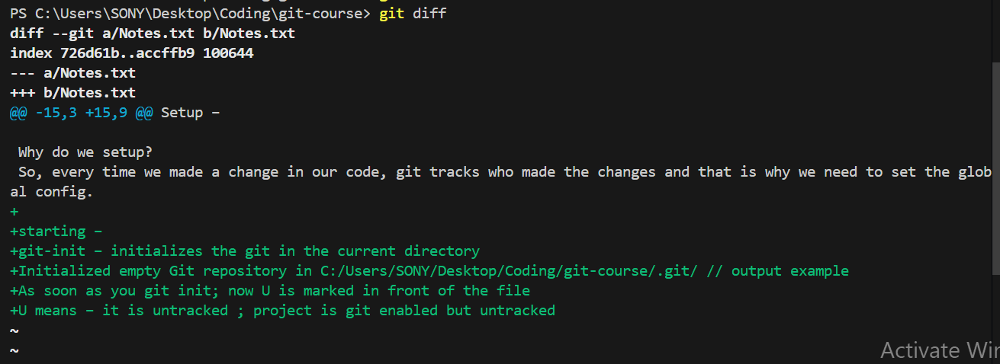 PS C:\Users\SONY\Desktop\Coding\git-course> git diff
diff --git a/Notes.txt b/Notes.txt
index 726d61b..accffb9 100644
--- a/Notes.txt
+++ b/Notes.txt
@@ -15,3 +15,9 @@ Setup –
 Why do we setup?
 So, every time we made a change in our code, git tracks who made the changes and that is why we need to set the glob
al config.
+
+starting –
+git-init – initializes the git in the current directory
+Initialized empty Git repository in C:/Users/SONY/Desktop/Coding/git-course/.git/ // output example
+As soon as you git init; now U is marked in front of the file
+U means – it is untracked ; project is git enabled but untracked
~
~
Activate Win